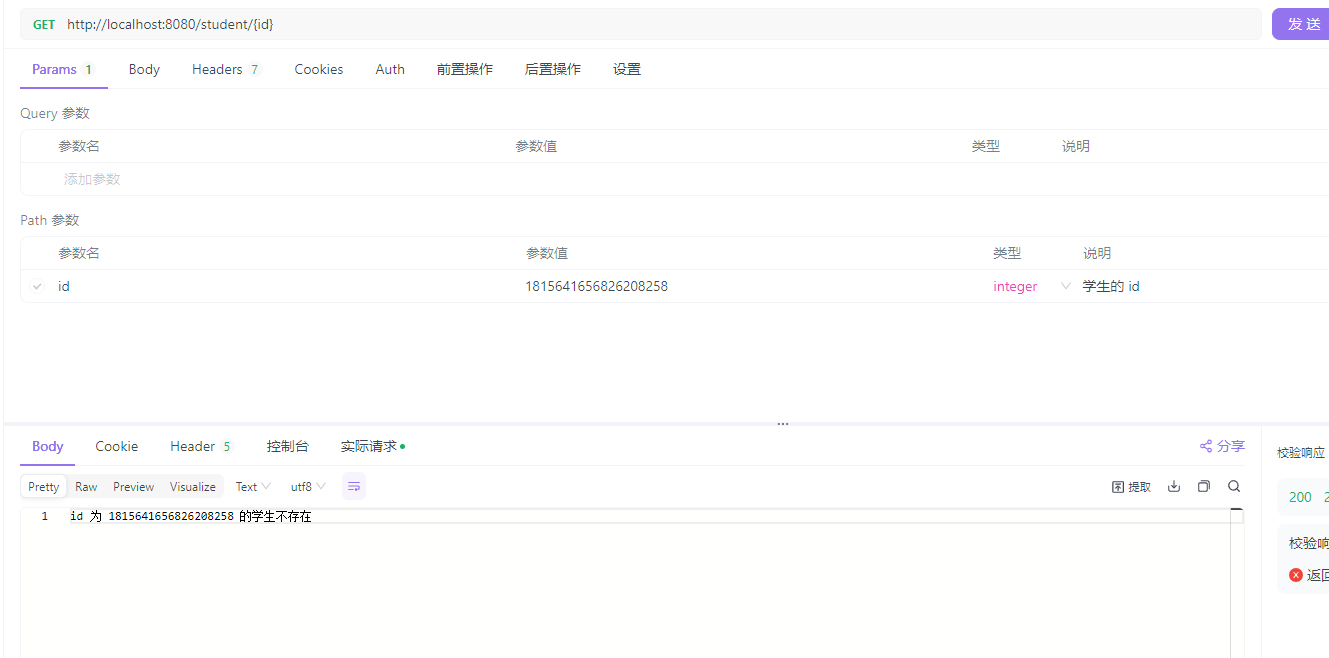 GET http://localhost:8080/student/{id} 发 送
Params 1 Body Headers 7 Cookies Auth 前置操作 后置操作 设置
Query 参数
参数名 参数值 类型 说明
添加参数
Path 参数
参数名 参数值 类型 说明
id 1815641656826208258 integer 学生的 id
Body Cookie Header 5 控制台 实际请求 分享 校验响应
Pretty Raw Preview Visualize Text utf8 提取 200 2
1 id 为 1815641656826208258 的学生不存在
校验响
返回